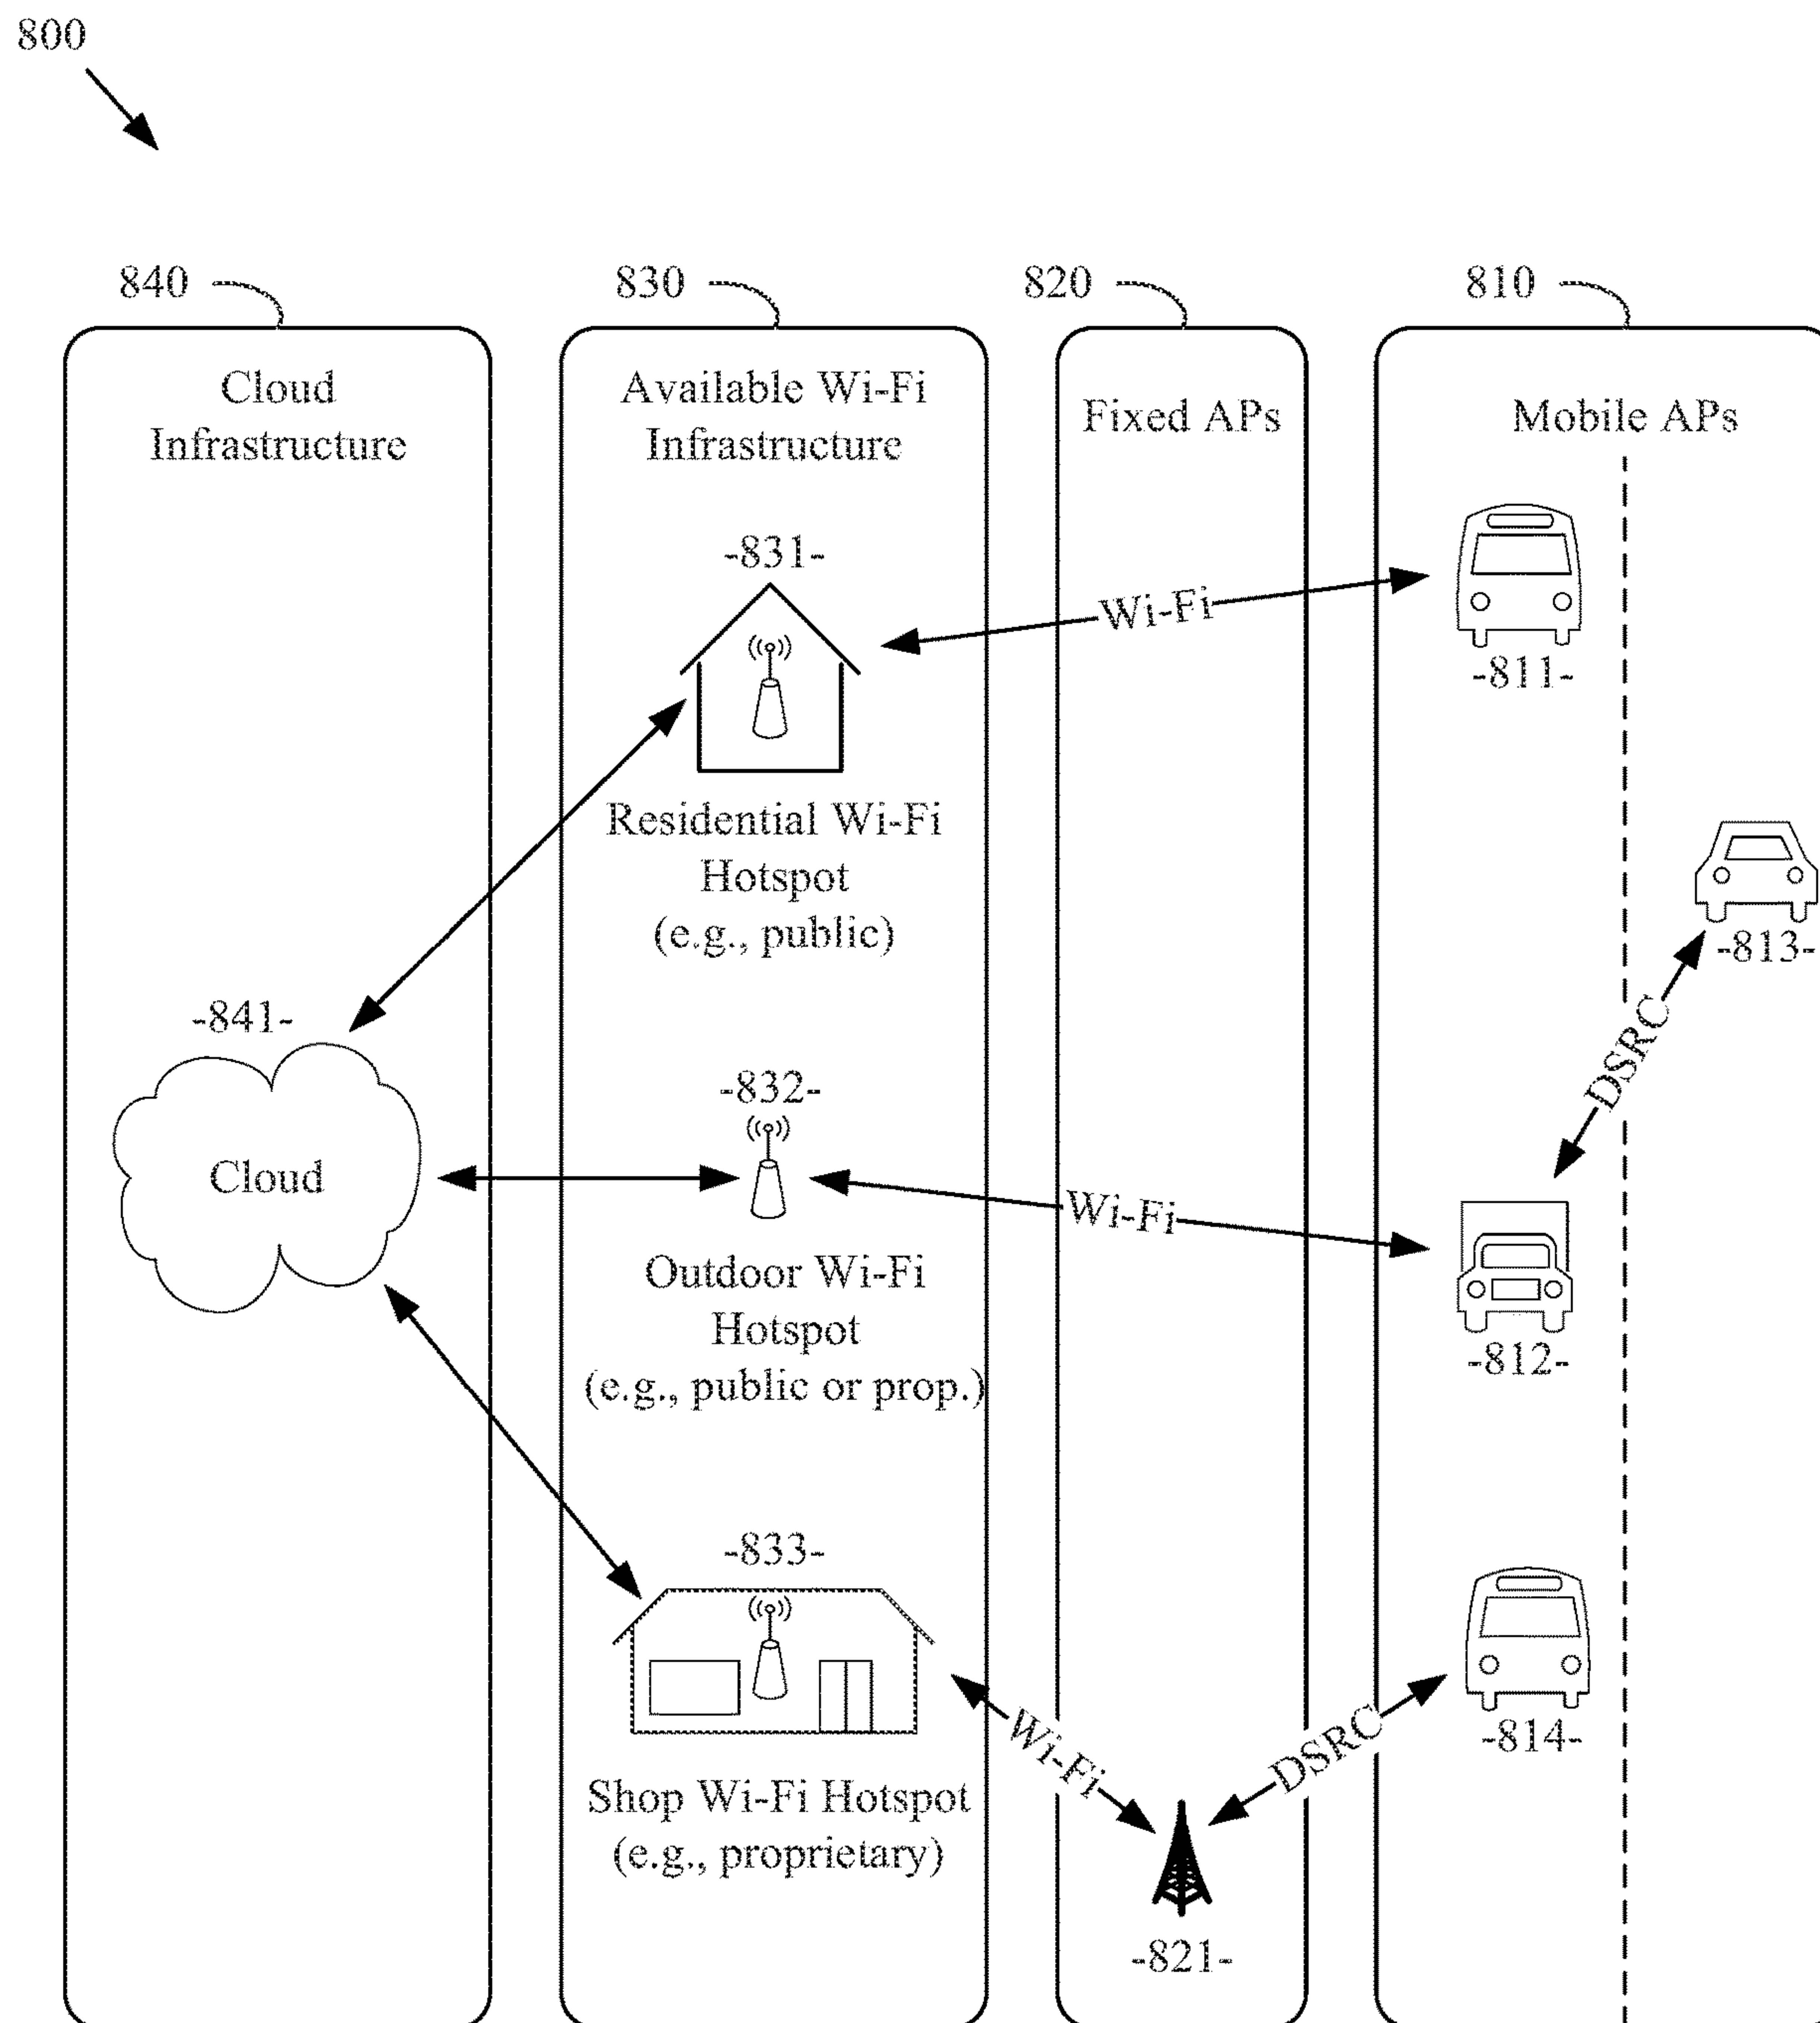 800
840
830
820
810
Cloud
Infrastructure
Available Wi-Fi
Infrastructure
Fixed APs
Mobile APs
-831-
Wi-Fi
-811-
Residential Wi-Fi
Hotspot
(e.g., public)
-813-
DSRC
-841-
Cloud
-832-
Wi-Fi
Outdoor Wi-Fi
Hotspot
(e.g., public or prop.)
-812-
-833-
Wi-Fi
DSRC
-814-
Shop Wi-Fi Hotspot
(e.g., proprietary)
-821-